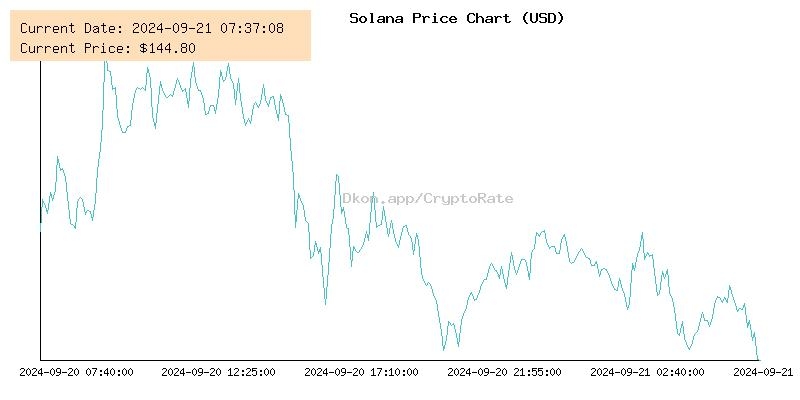 Solana Price Chart (USD)
Current Date: 2024-09-21 07:37:08
Current Price: $144.80
Dkon.app/CryptoRate
2024-09-20 07:40:00 2024-09-20 12:25:00 2024-09-20 17:10:00 2024-09-20 21:55:00 2024-09-21 02:40:00 2024-09-21